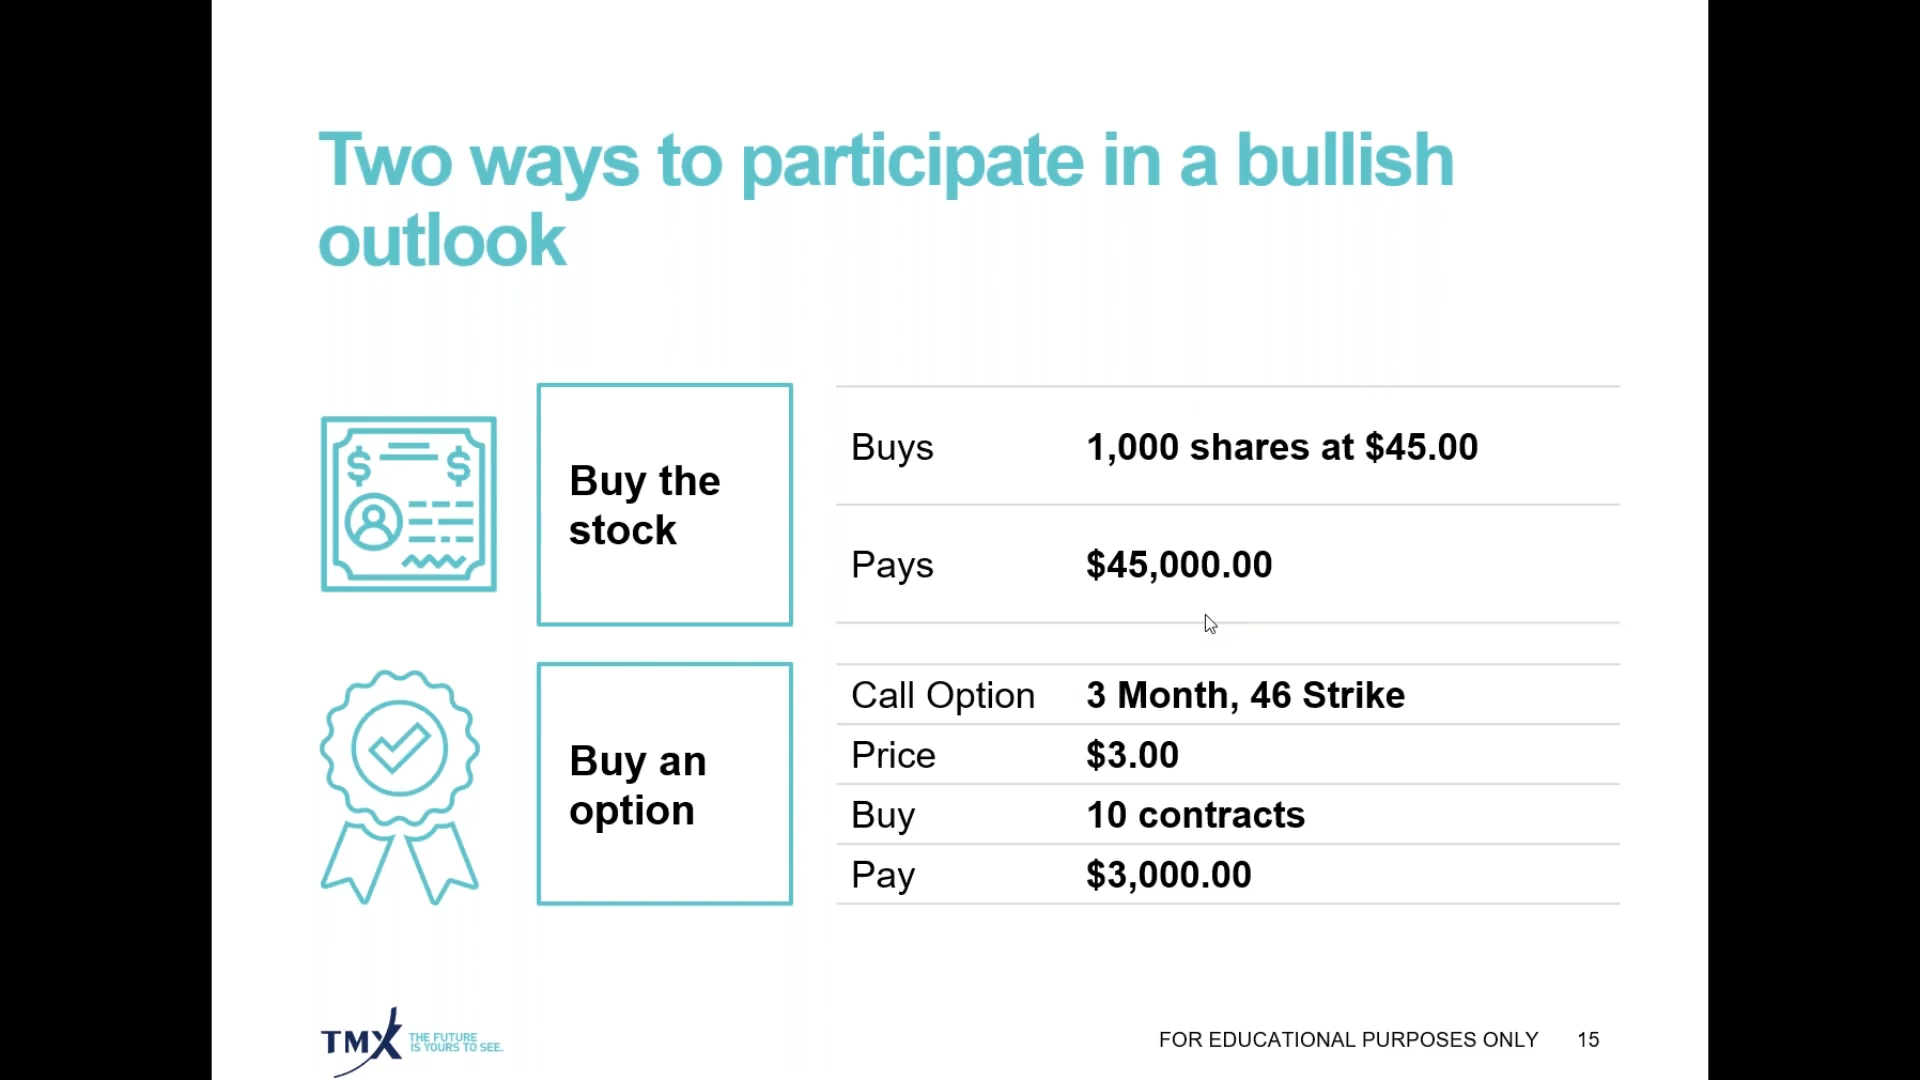 Two ways to participate in a bullish
outlook
$ $
Buy the
stock
Buys 1,000 shares at $45.00
Pays $45,000.00
Buy an
option
Call Option 3 Month, 46 Strike
Price $3.00
Buy 10 contracts
Pay $3,000.00
TMX THE FUTURE
IS YOURS TO SEE.
FOR EDUCATIONAL PURPOSES ONLY 15